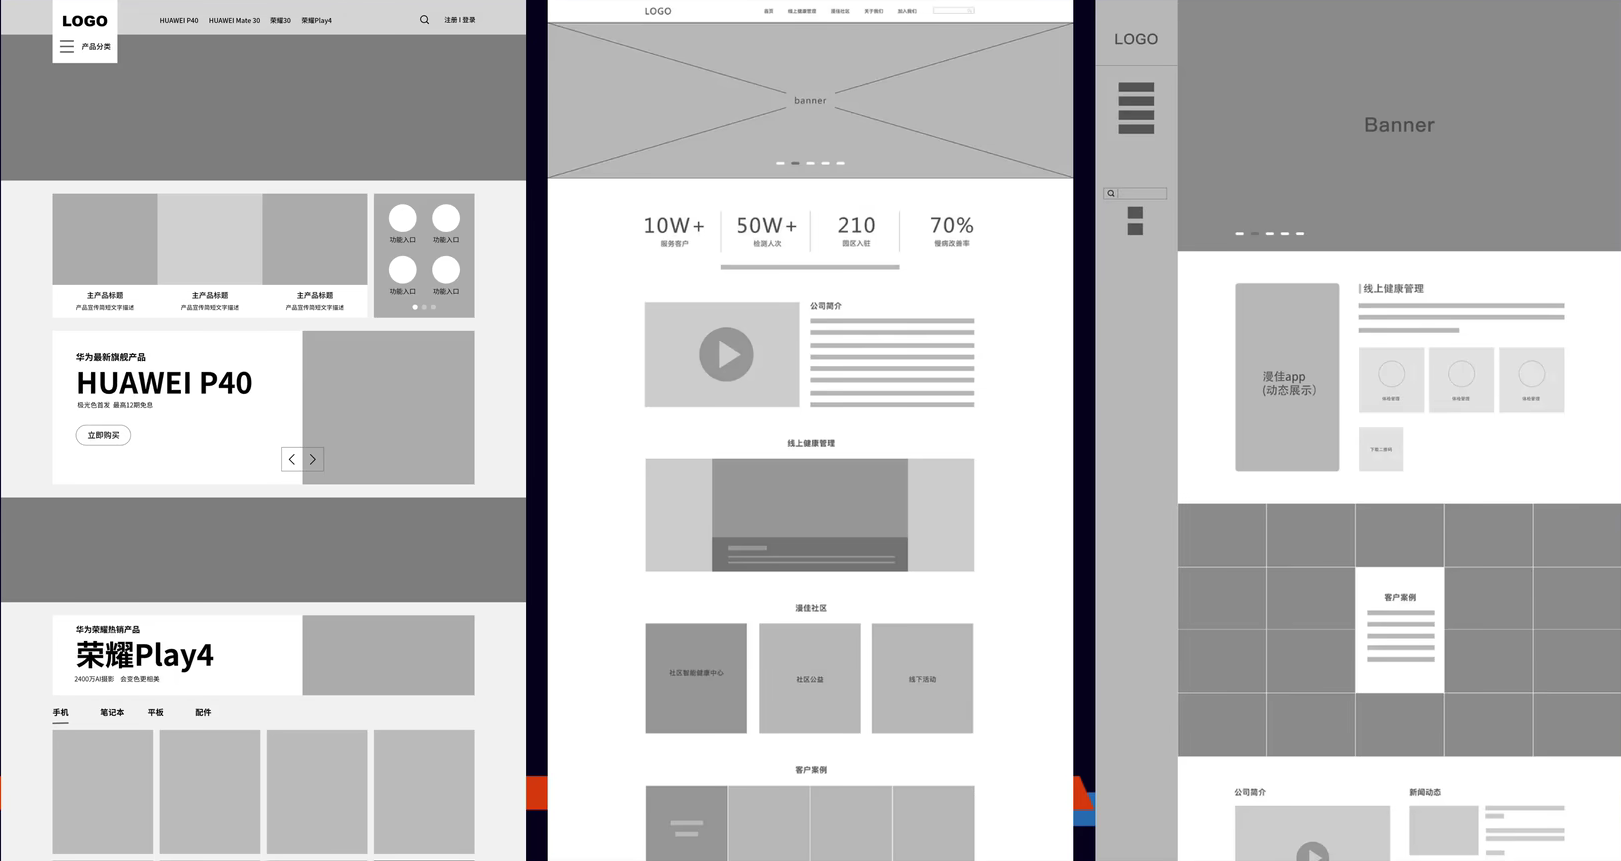 LOGO
产品分类
HUAWEI P40 HUAWEI Mate 30 荣耀30 荣耀Play4
注册 I 登录
主产品标题
产品宣传简短文字描述
主产品标题
产品宣传简短文字描述
主产品标题
产品宣传简短文字描述
功能入口 功能入口
功能入口 功能入口
华为最新旗舰产品
HUAWEI P40
极光色首发 最高12期免息
立即购买
华为荣耀热销产品
荣耀Play4
2400万AI摄影 会变色更相美
手机 笔记本 平板 配件
LOGO
首页 线上健康管理 漫佳社区 关于我们 加入我们
banner
10W+ 50W+ 210 70%
服务客户 检测人次 园区入驻 慢病改善率
公司简介
线上健康管理
漫佳社区
社区智能健康中心 社区公益 线下活动
客户案例
LOGO
Banner
线上健康管理
漫佳app
(动态展示)
体检管理 体检管理 体检管理
下载二维码
客户案例
公司简介 新闻动态